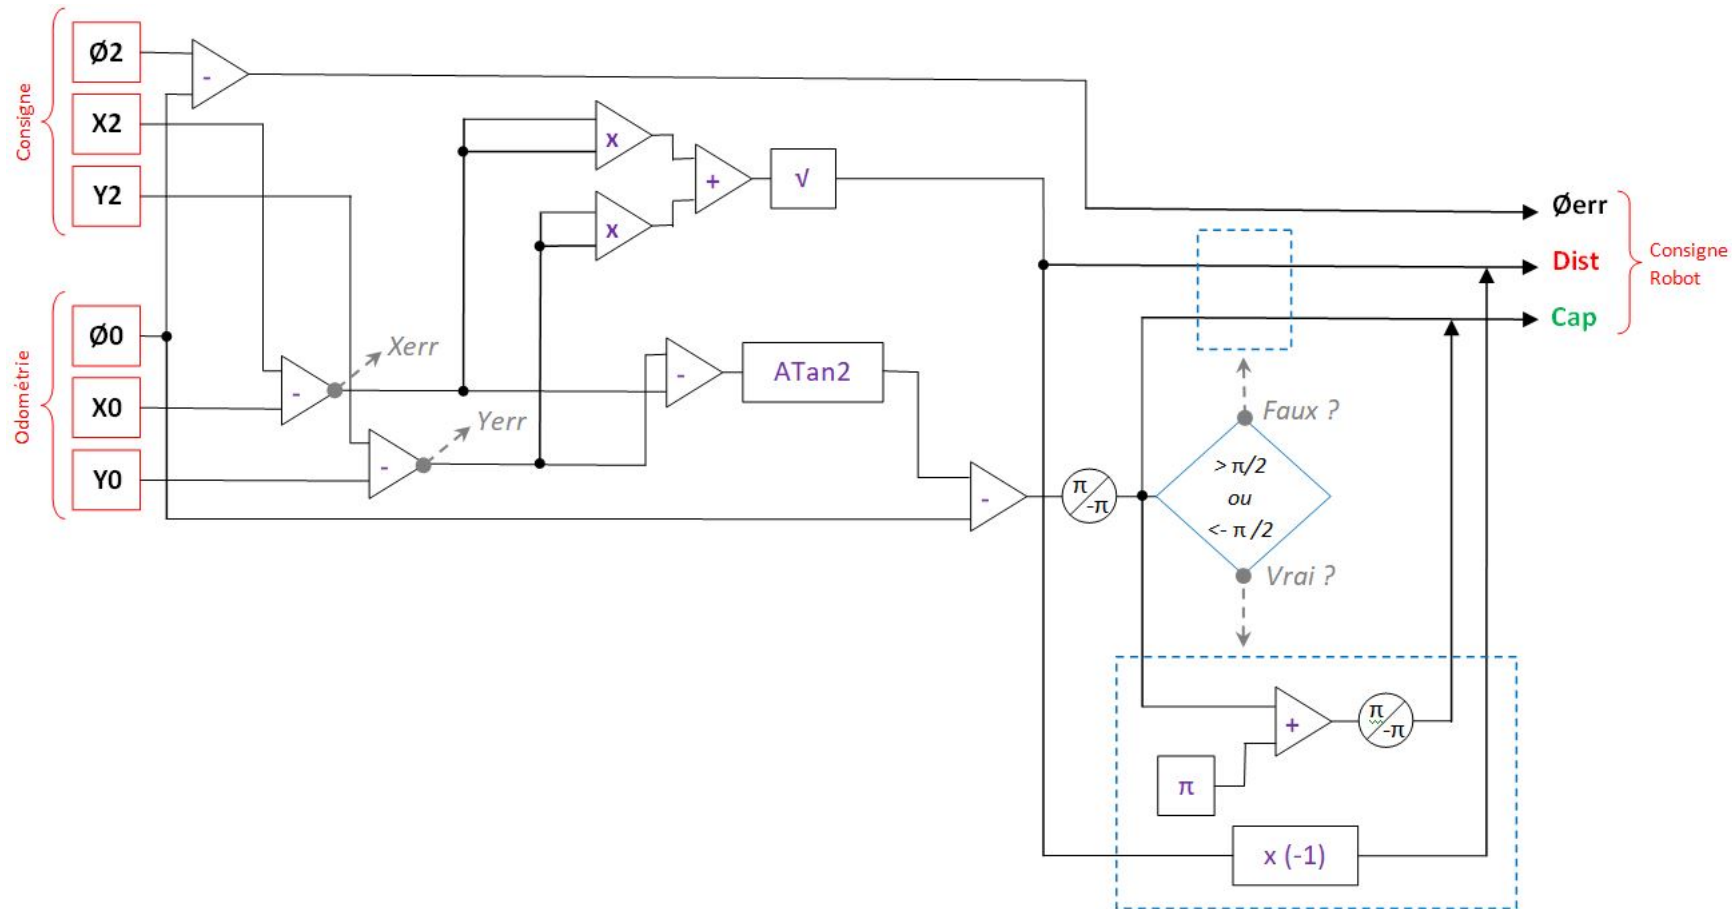 Consigne
Ø2
X2
Y2
-
x
x
+
√
Øerr
Dist
Cap
Consigne
Robot
Odométrie
Ø0
X0
Y0
-
Xerr
-
Yerr
-
ATan2
-
π
-π
Faux ?
> π/2
ou
<- π /2
Vrai ?
+
π
-π
π
x (-1)